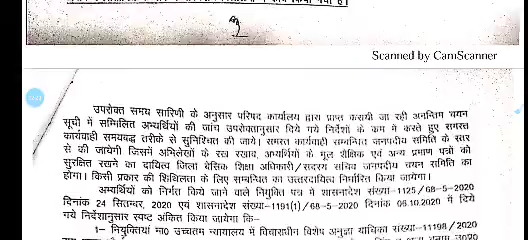 Scanned by CamScanner
उपरोक्त समय सारिणी के अनुसार परिषद कार्यालय द्वारा प्राप्त करायी जा रही अनन्तिम चयन
सूची में सम्मिलित अभ्यर्थियों की जांच उपरोक्तानुसार दिये गये निर्देशों के कम में करते हुए समस्त
कार्यवाही समयबद्ध तरीके से सुनिश्चित की जाये। समस्त कार्यवाही सम्बन्धित जनपदीय समिति के स्तर
से की जायेगी जिसमें अभिलेखों के रख रखाव, अभ्यर्थियों के मूल शैक्षिक एवं अन्य प्रमाण पत्रों को
सुरक्षित रखने का दायित्व जिला बेसिक शिक्षा अधिकारी/सदस्य सचिव जनपदीय चयन समिति का
होगा। किसी प्रकार की शिथिलता के लिए सम्बन्धित का उत्तरदायित्व निर्धारित किया जायेगा।
अभ्यर्थियों को निर्गत किये जाने वाले नियुक्ति पत्र मे शासनादेश संख्या-1125/68-5-2020
दिनांक 24 सितम्बर, 2020 एवं शासनादेश संख्या-1191(1)/68-5-2020 दिनांक 06.10.2020 में दिये
गये निर्देशानुसार स्पष्ट अंकित किया जायेगा कि-
1- नियुक्तियां मा0 उच्चतम न्यायालय में विचाराधीन विशेष अनुज्ञा याचिका संख्या-11198/2020